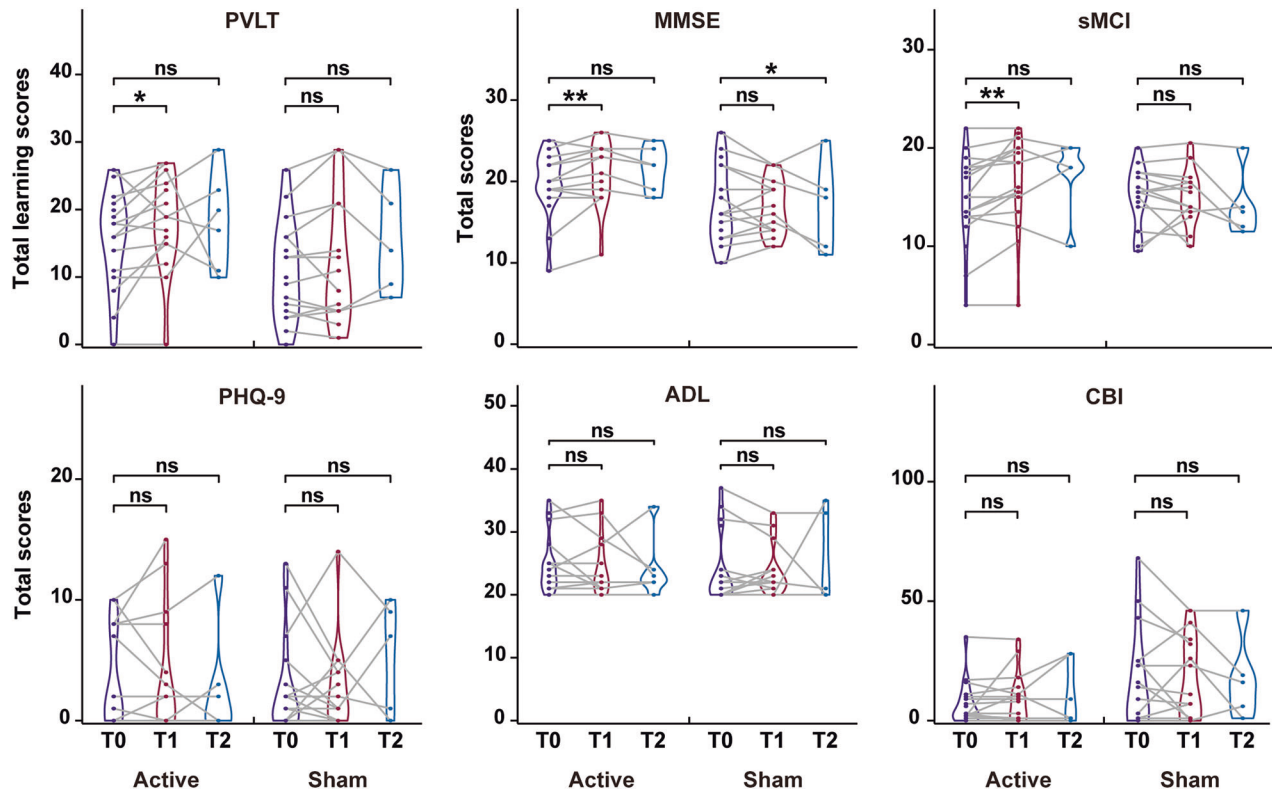 PVLT
MMSE
sMCI
Total learning scores
40
30
20
10
0
ns
*
ns
ns
Total scores
30
20
10
0
ns
**
*
ns
30
20
10
0
ns
**
ns
ns
PHQ-9
ADL
CBI
Total scores
20
10
0
ns
ns
ns
ns
T0 T1 T2 T0 T1 T2
Active Sham
50
40
30
20
10
0
ns
ns
ns
ns
T0 T1 T2 T0 T1 T2
Active Sham
100
50
0
ns
ns
ns
ns
T0 T1 T2 T0 T1 T2
Active Sham